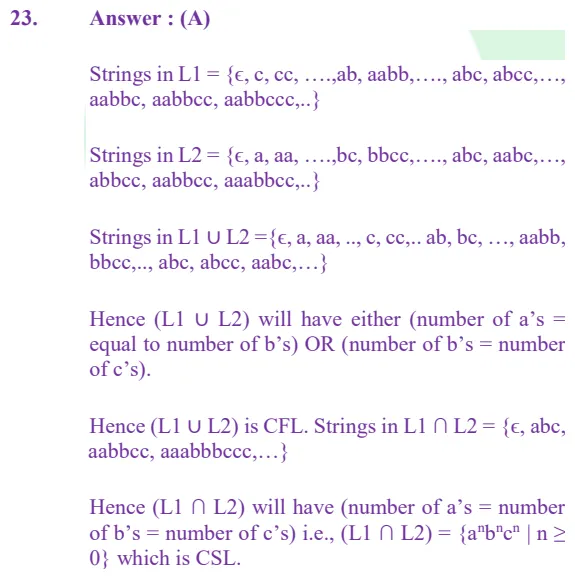 23. Answer : (A)
Strings in L1 = {ϵ, c, cc, ….,ab, aabb,…., abc, abcc,…,
aabbc, aabbcc, aabbccc,..}
Strings in L2 = {ϵ, a, aa, ….,bc, bbcc,…., abc, aabc,…,
abbcc, aabbcc, aaabbcc,..}
Strings in L1 ∪ L2 ={ϵ, a, aa, .., c, cc,.. ab, bc, …, aabb,
bbcc,.., abc, abcc, aabc,…}
Hence (L1 ∪ L2) will have either (number of a’s =
equal to number of b’s) OR (number of b’s = number
of c’s).
Hence (L1 ∪ L2) is CFL. Strings in L1 ∩ L2 = {ϵ, abc,
aabbcc, aaabbbccc,…}
Hence (L1 ∩ L2) will have (number of a’s = number
of b’s = number of c’s) i.e., (L1 ∩ L2) = {aⁿbⁿcⁿ | n ≥
0} which is CSL.